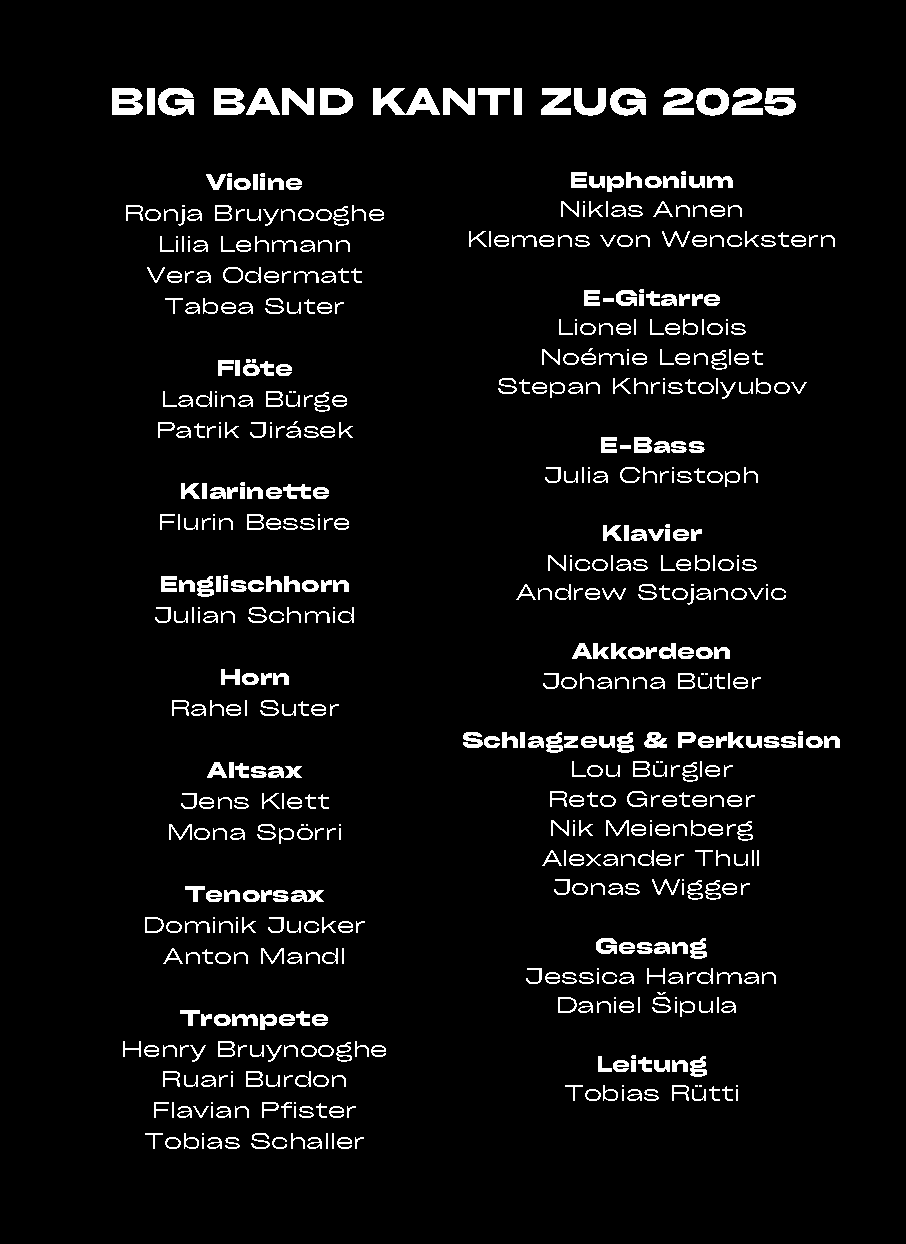 BIG BAND KANTI ZUG 2025
Violine
Ronja Bruynooghe
Lilia Lehmann
Vera Odermatt
Tabea Suter
Flöte
Ladina Bürge
Patrik Jirásek
Klarinette
Flurin Bessire
Englischhorn
Julian Schmid
Horn
Rahel Suter
Altsax
Jens Klett
Mona Spörri
Tenorsax
Dominik Jucker
Anton Mandl
Trompete
Henry Bruynooghe
Ruari Burdon
Flavian Pfister
Tobias Schaller
Euphonium
Niklas Annen
Klemens von Wenckstern
E-Gitarre
Lionel Leblois
Noémie Lenglet
Stepan Khristolyubov
E-Bass
Julia Christoph
Klavier
Nicolas Leblois
Andrew Stojanovic
Akkordeon
Johanna Bütler
Schlagzeug & Perkussion
Lou Bürgler
Reto Gretener
Nik Meienberg
Alexander Thull
Jonas Wigger
Gesang
Jessica Hardman
Daniel Šipula
Leitung
Tobias Rütti